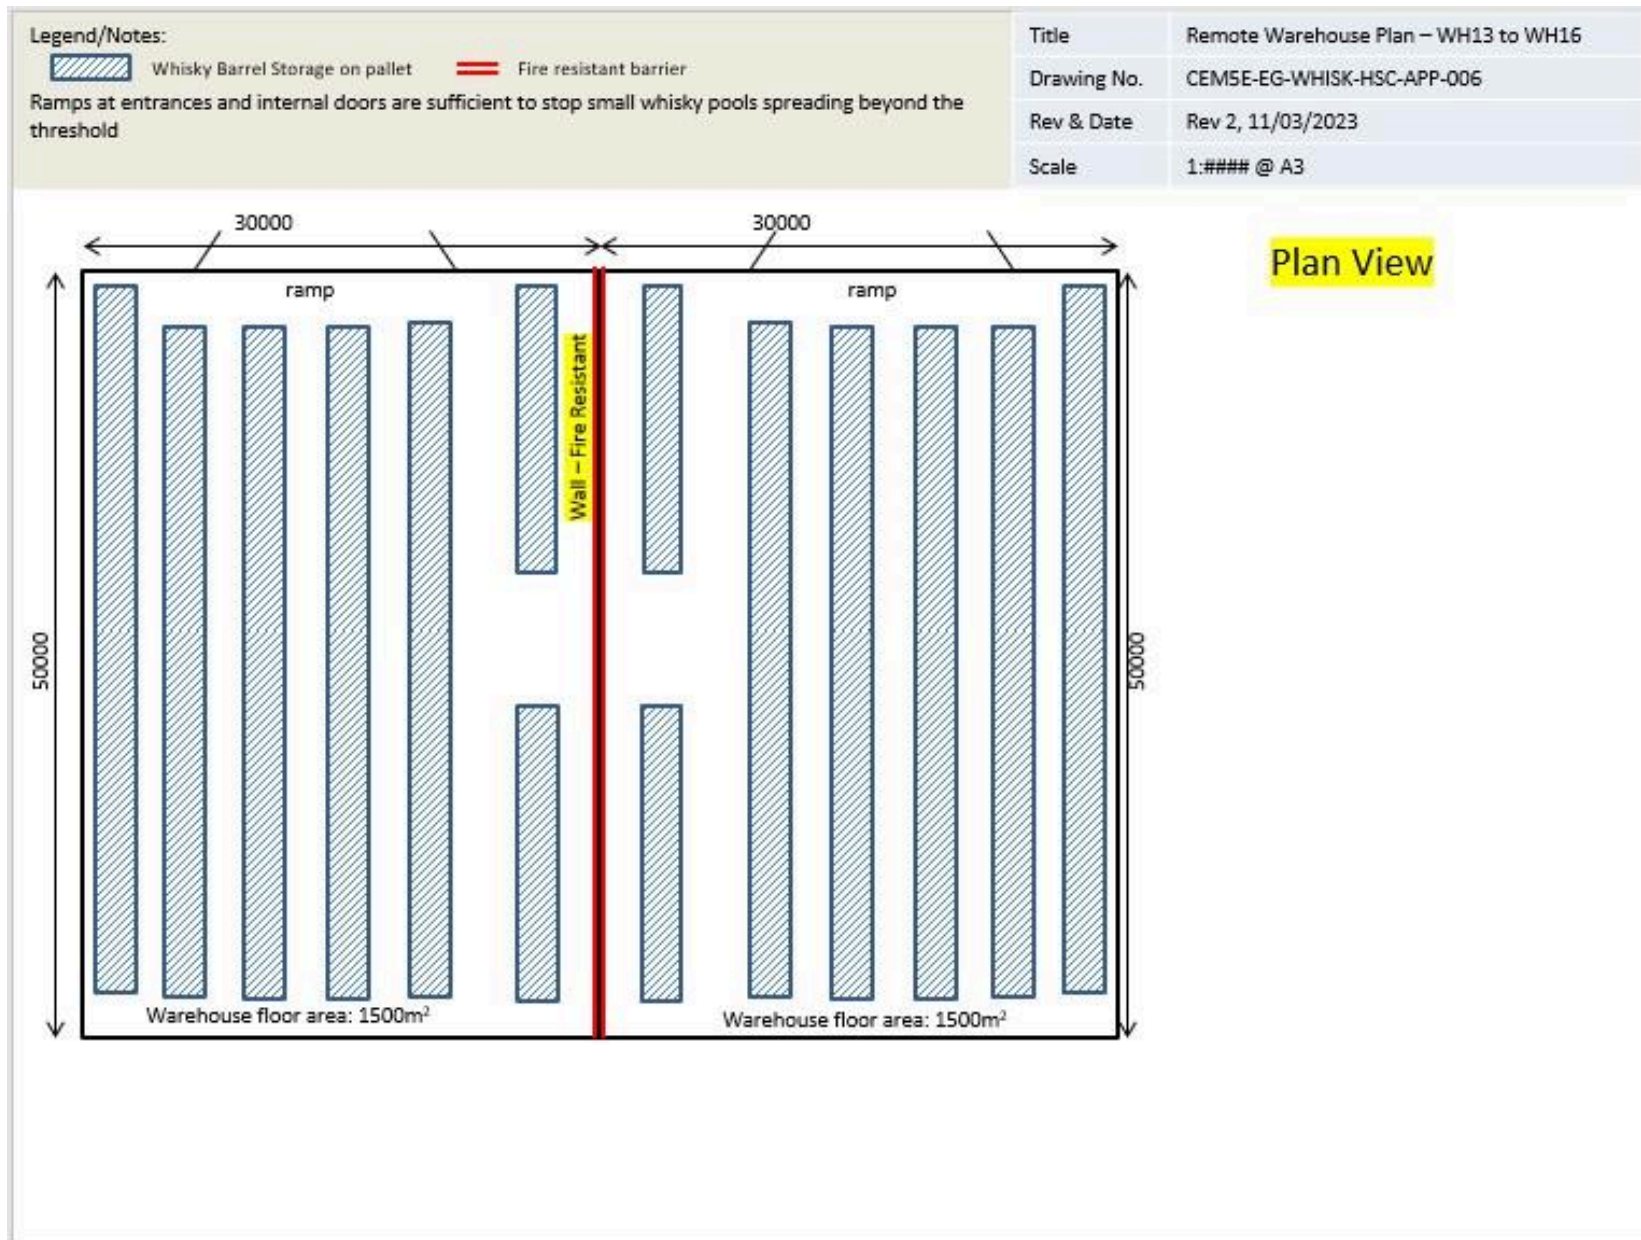 Legend/Notes:
Whisky Barrel Storage on pallet
Fire resistant barrier
Ramps at entrances and internal doors are sufficient to stop small whisky pools spreading beyond the
threshold
Title Remote Warehouse Plan – WH13 to WH16
Drawing No. CEM5E-EG-WHISK-HSC-APP-006
Rev & Date Rev 2, 11/03/2023
Scale 1:#### @ A3
30000
30000
Plan View
ramp
ramp
Wall – Fire Resistant
50000
50000
Warehouse floor area: 1500m²
Warehouse floor area: 1500m²